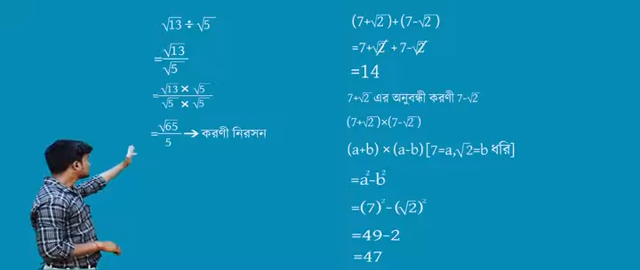 √13 ÷ √5
=√13/√5
=√13 × √5/√5 × √5
=√65/5 → করণী নিরসন
(7+√2)+(7-√2)
=7+√2+7-√2
=14
7+√2 এর অনুবন্ধী করণী 7-√2
(7+√2)×(7-√2)
(a+b) × (a-b) [7=a,√2=b ধরি]
=a²-b²
=(7)²-(√2)²
=49-2
=47